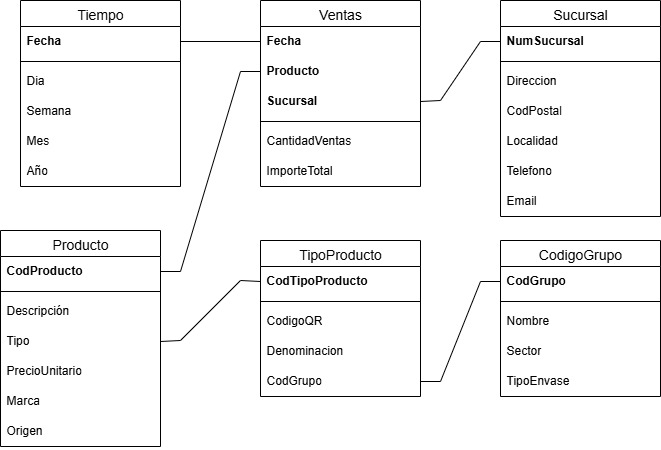 Tiempo
Fecha
Dia
Semana
Mes
Año
Ventas
Fecha
Producto
Sucursal
CantidadVentas
ImporteTotal
Sucursal
NumSucursal
Direccion
CodPostal
Localidad
Telefono
Email
Producto
CodProducto
Descripción
Tipo
PrecioUnitario
Marca
Origen
TipoProducto
CodTipoProducto
CodigoQR
Denominacion
CodGrupo
CodigoGrupo
CodGrupo
Nombre
Sector
TipoEnvase